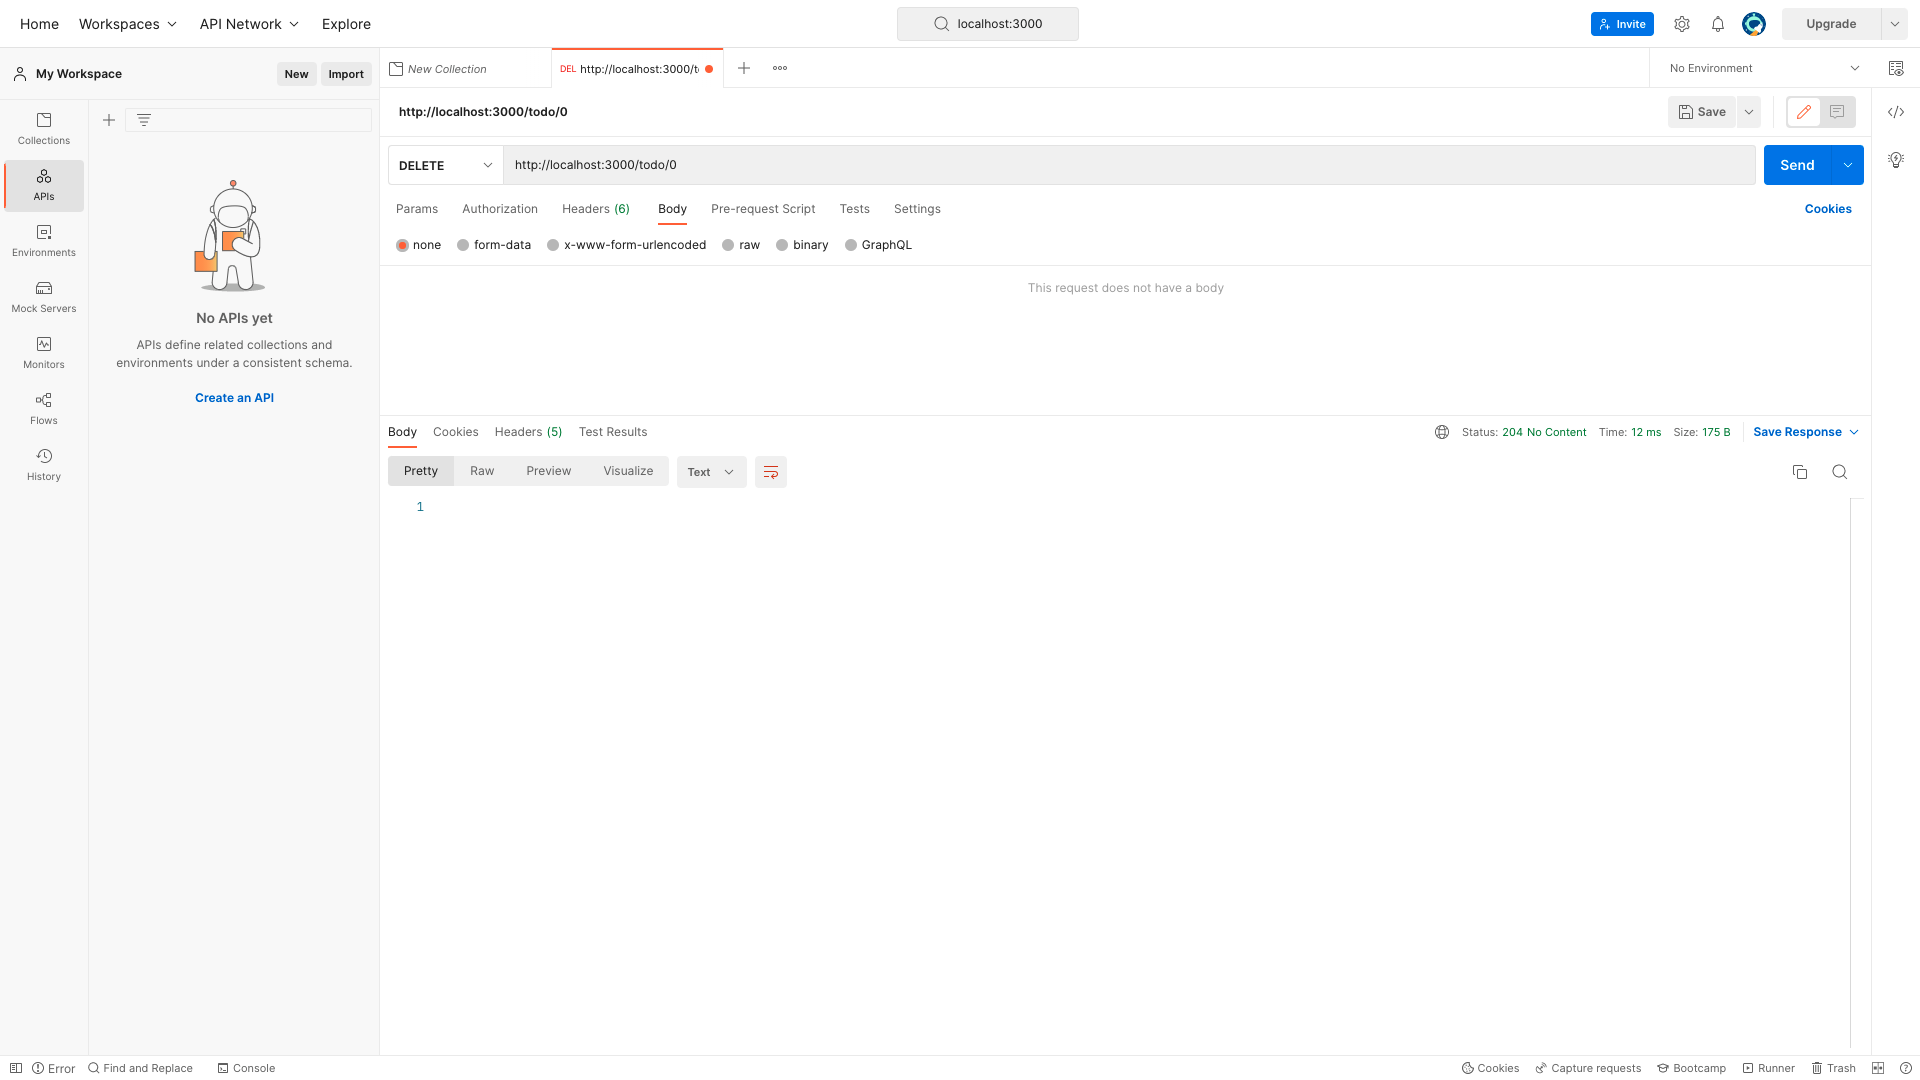 Home Workspaces API Network Explore localhost:3000 Invite Upgrade
My Workspace New Import New Collection DEL http://localhost:3000/t No Environment
http://localhost:3000/todo/0 Save
Collections
APIs
Environments
Mock Servers
Monitors
Flows
History
No APIs yet
APIs define related collections and
environments under a consistent schema.
Create an API
DELETE http://localhost:3000/todo/0 Send
Params Authorization Headers (6) Body Pre-request Script Tests Settings Cookies
none form-data x-www-form-urlencoded raw binary GraphQL
This request does not have a body
Body Cookies Headers (5) Test Results Status: 204 No Content Time: 12 ms Size: 175 B Save Response
Pretty Raw Preview Visualize Text
1
Error Find and Replace Console Cookies Capture requests Bootcamp Runner Trash